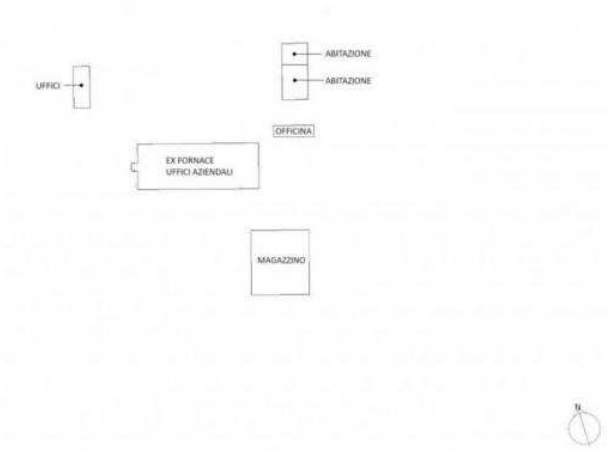 ABITAZIONE
UFFICI
ABITAZIONE
OFFICINA
EX FORNACE
UFFICI AZIENDALI
MAGAZZINO
N